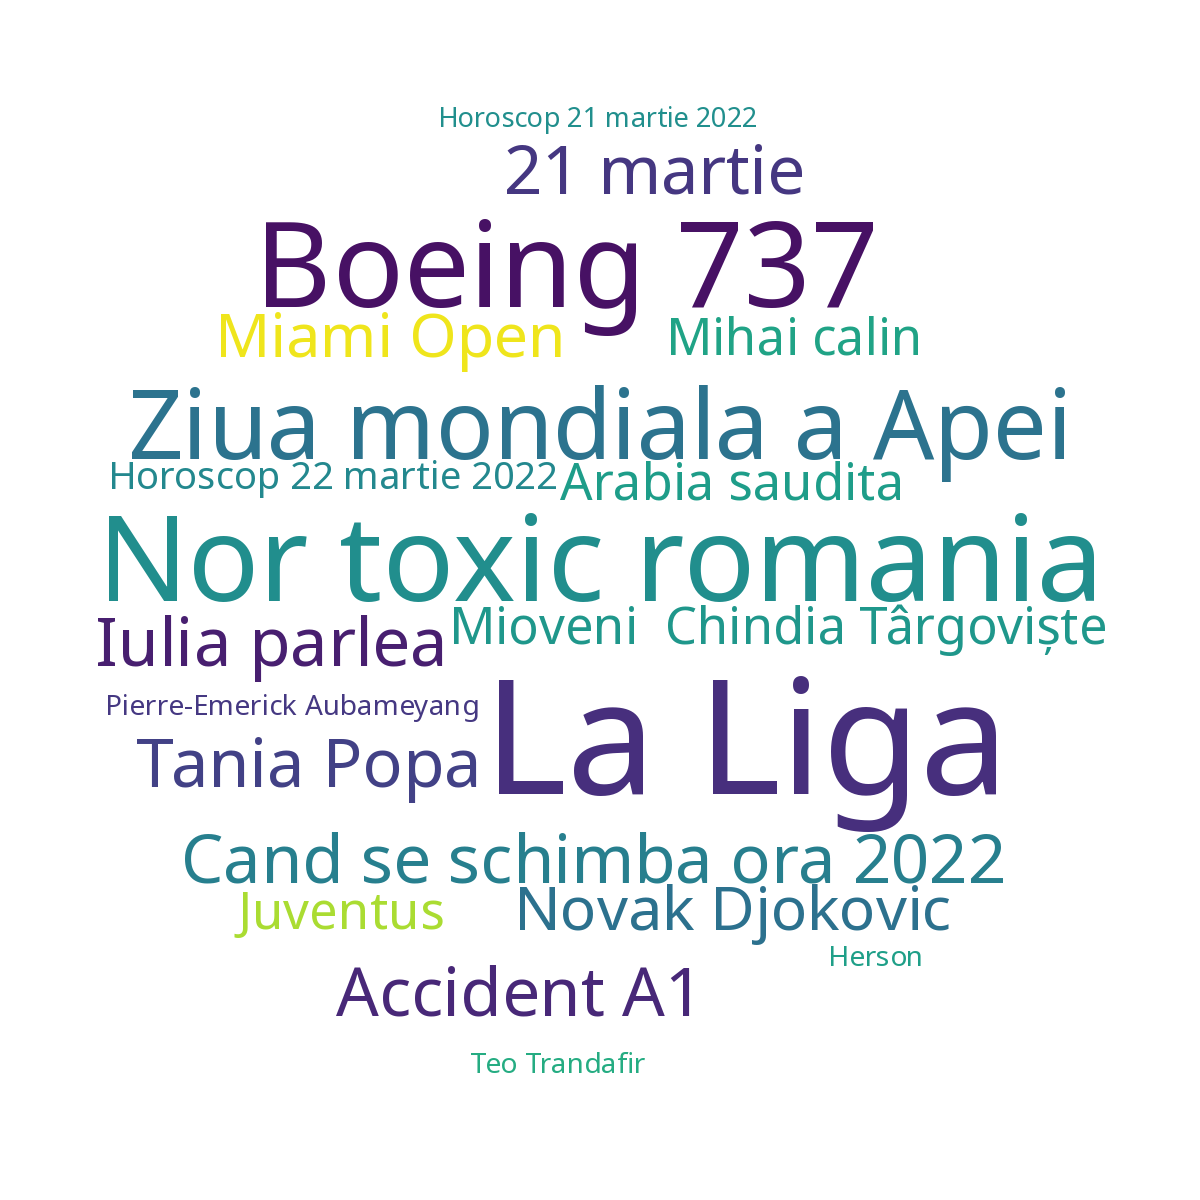 Horoscop 21 martie 2022
21 martie
Boeing 737
Miami Open
Mihai calin
Ziua mondiala a Apei
Horoscop 22 martie 2022
Arabia saudita
Nor toxic romania
Iulia parlea
Mioveni  Chindia Târgoviște
Pierre-Emerick Aubameyang
La Liga
Tania Popa
Cand se schimba ora 2022
Juventus
Novak Djokovic
Herson
Accident A1
Teo Trandafir